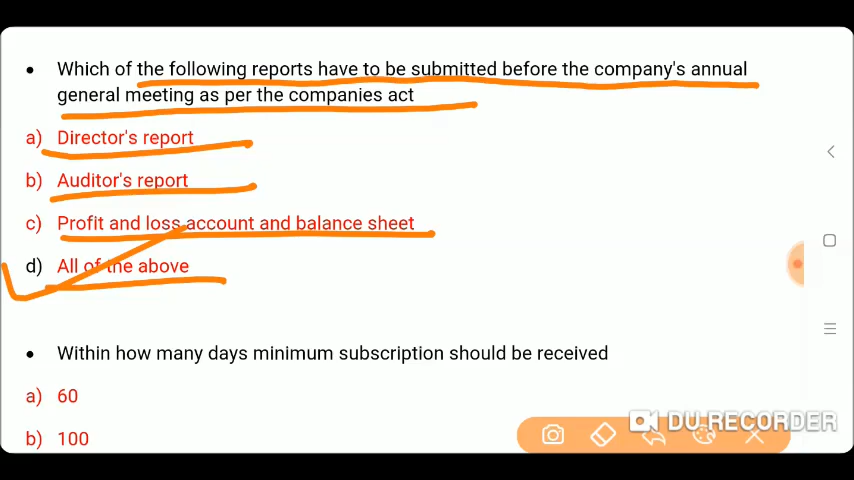 • Which of the following reports have to be submitted before the company's annual
general meeting as per the companies act
a) Director's report
b) Auditor's report
c) Profit and loss account and balance sheet
d) All of the above
• Within how many days minimum subscription should be received
a) 60
b) 100
DU RECORDER